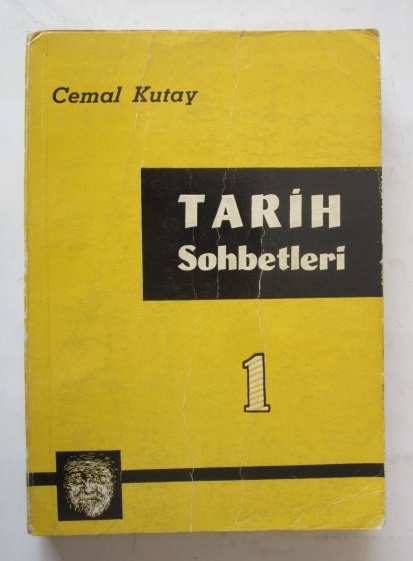 Cemal Kutay
TARİH
Sohbetleri
1